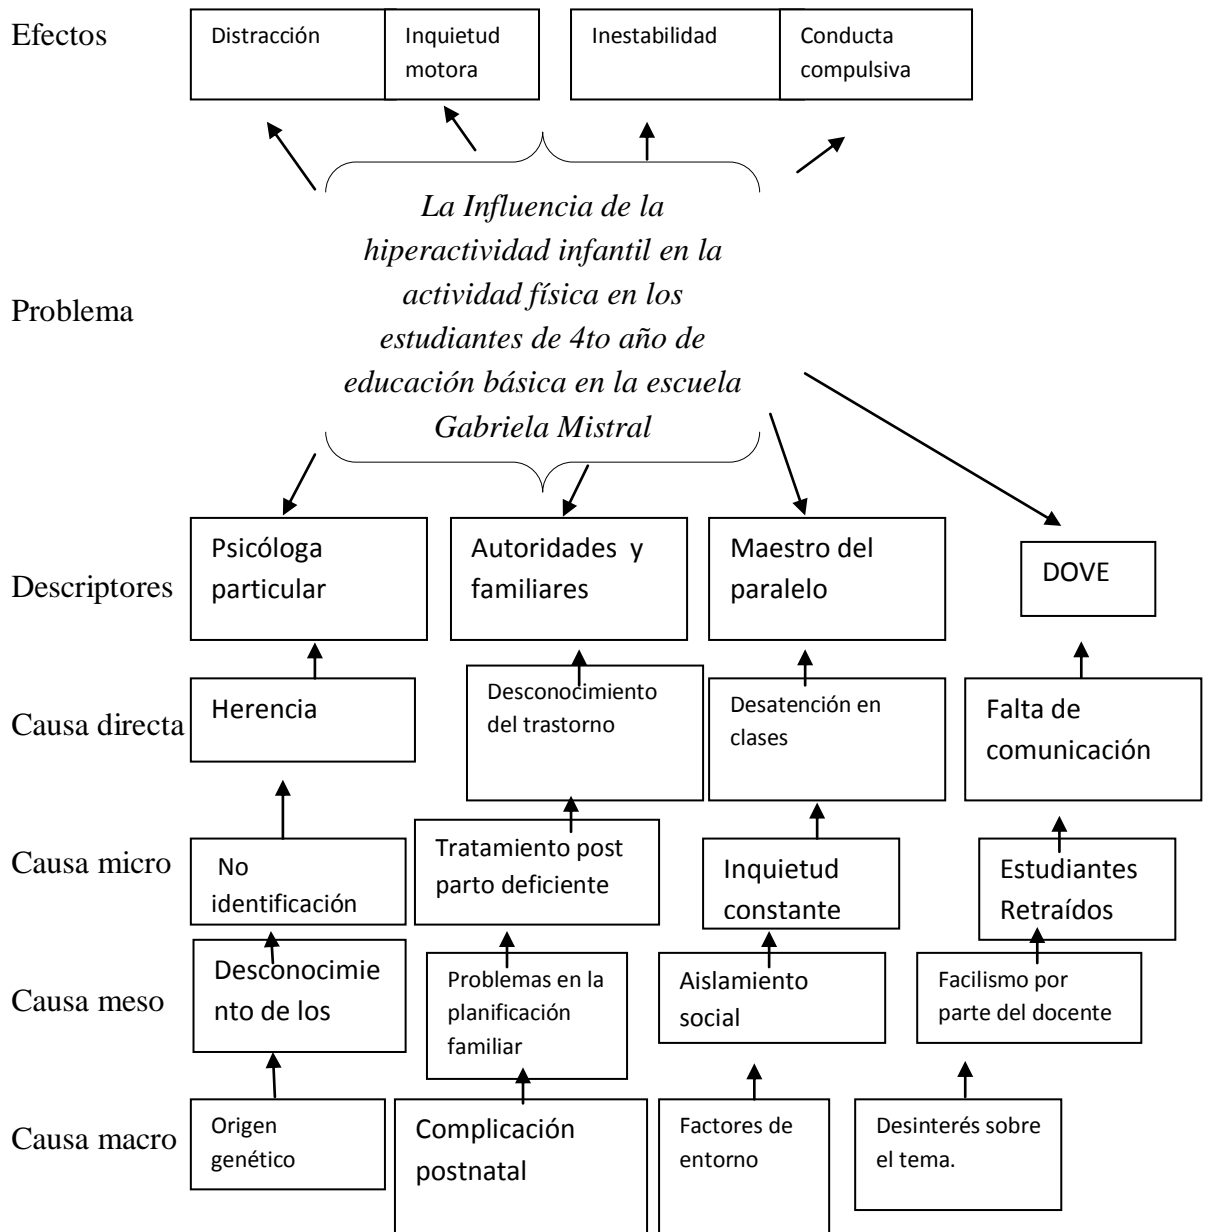 Efectos
Distracción
Inquietud
motora
Inestabilidad
Conducta
compulsiva
Problema
La Influencia de la
hiperactividad infantil en la
actividad física en los
estudiantes de 4to año de
educación básica en la escuela
Gabriela Mistral
Descriptores
Psicóloga
particular
Autoridades y
familiares
Maestro del
paralelo
DOVE
Causa directa
Herencia
Desconocimiento
del trastorno
Desatención en
clases
Falta de
comunicación
Causa micro
No
identificación
Tratamiento post
parto deficiente
Inquietud
constante
Estudiantes
Retraídos
Causa meso
Desconocimie
nto de los
Problemas en la
planificación
familiar
Aislamiento
social
Facilismo por
parte del docente
Causa macro
Origen
genético
Complicación
postnatal
Factores de
entorno
Desinterés sobre
el tema.